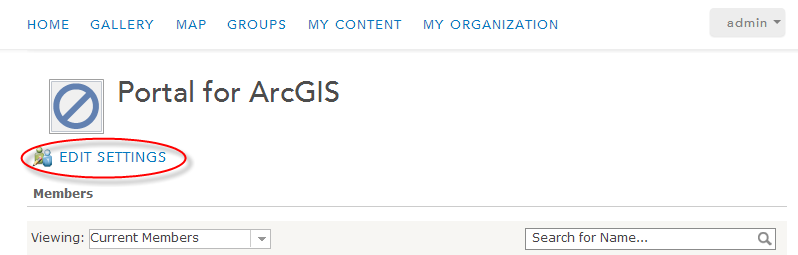 HOME GALLERY MAP GROUPS MY CONTENT MY ORGANIZATION admin
Portal for ArcGIS
EDIT SETTINGS
Members
Viewing: Current Members Search for Name...